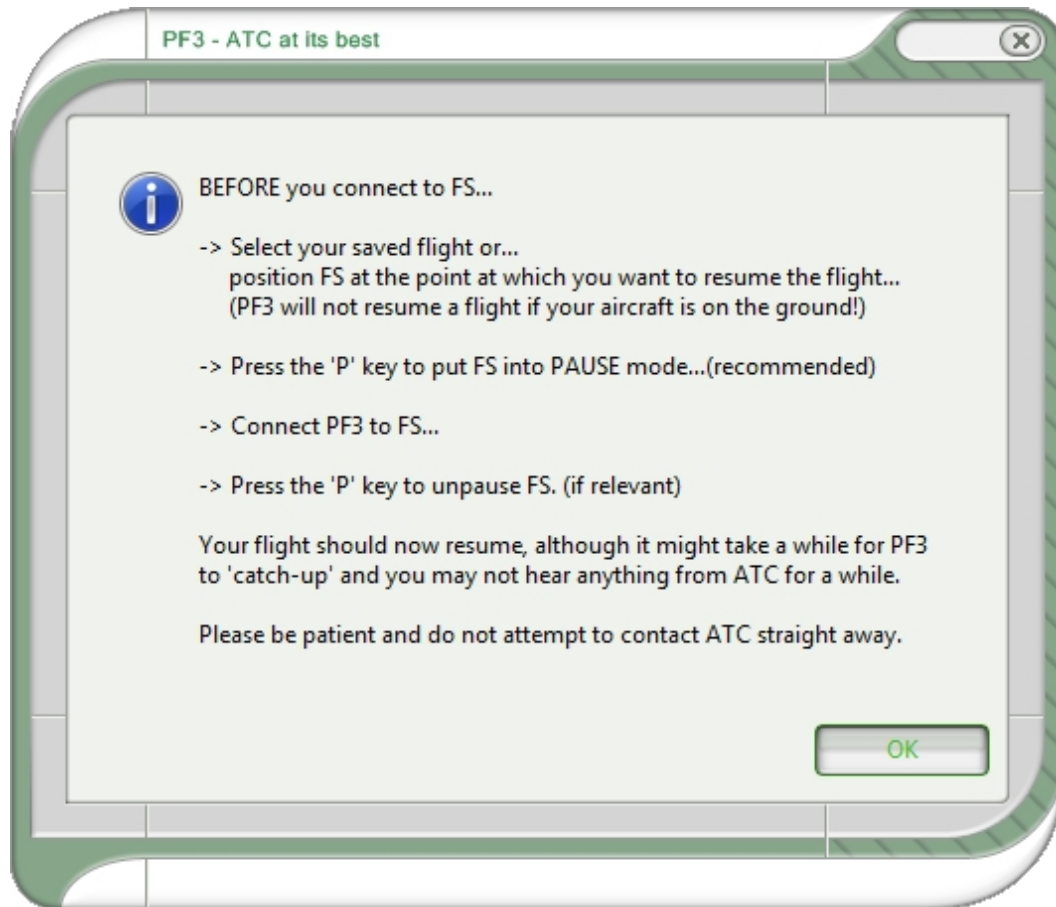 PF3 - ATC at its best
BEFORE you connect to FS...
-> Select your saved flight or...
position FS at the point at which you want to resume the flight...
(PF3 will not resume a flight if your aircraft is on the ground!)
-> Press the 'P' key to put FS into PAUSE mode...(recommended)
-> Connect PF3 to FS...
-> Press the 'P' key to unpause FS. (if relevant)
Your flight should now resume, although it might take a while for PF3
to 'catch-up' and you may not hear anything from ATC for a while.
Please be patient and do not attempt to contact ATC straight away.
OK